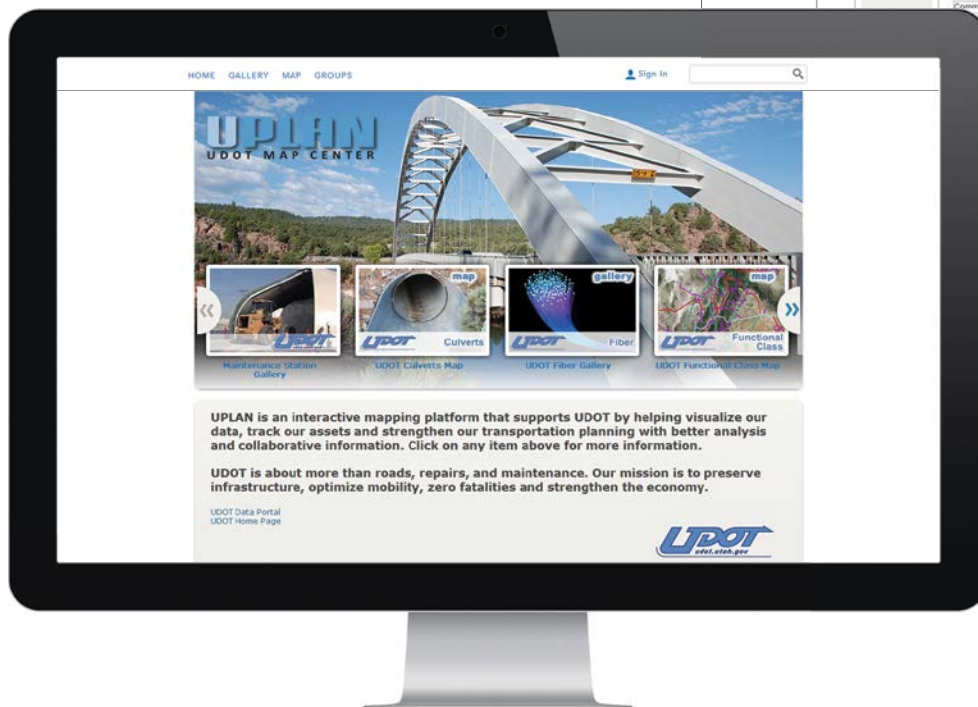 Comm
HOME GALLERY MAP GROUPS
Sign In
UPLAN
UDOT MAP CENTER
map
gallery
map
UDOT
UDOT
Culverts
UDOT
Fiber
UDOT
Functional
Class
Maintenance Station
Gallery
UDOT Culverts Map
UDOT Fiber Gallery
UDOT Functional Class Map
UPLAN is an interactive mapping platform that supports UDOT by helping visualize our
data, track our assets and strengthen our transportation planning with better analysis
and collaborative information. Click on any item above for more information.
UDOT is about more than roads, repairs, and maintenance. Our mission is to preserve
infrastructure, optimize mobility, zero fatalities and strengthen the economy.
UDOT Data Portal
UDOT Home Page
UDOT
udot.utah.gov